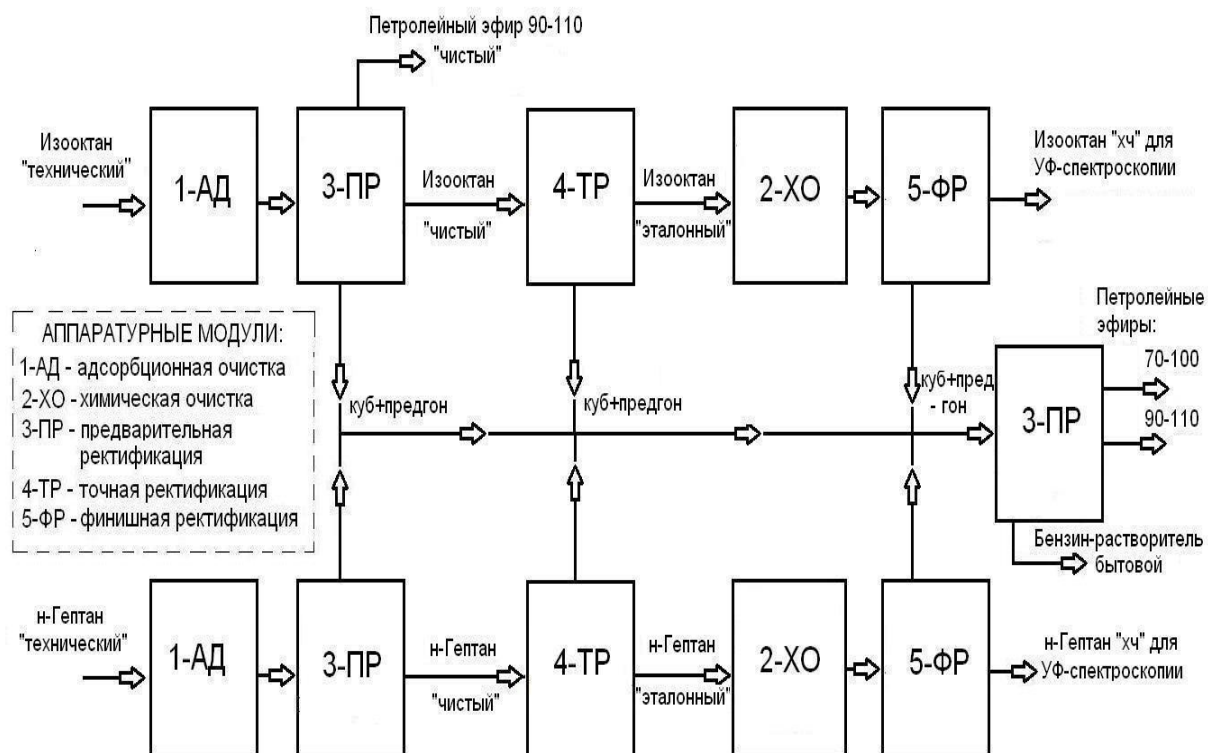 Петролейный эфир 90-110
"чистый"
Изооктан
"технический"
1-АД
3-ПР
Изооктан
"чистый"
4-ТР
Изооктан
"эталонный"
2-ХО
5-ФР
Изооктан "хч" для
УФ-спектроскопии
АППАРАТУРНЫЕ МОДУЛИ:
1-АД - адсорбционная очистка
2-ХО - химическая очистка
3-ПР - предварительная
ректификация
4-ТР - точная ректификация
5-ФР - финишная ректификация
куб+предгон
куб+предгон
куб+пред
- гон
3-ПР
Петролейные
эфиры:
70-100
90-110
Бензин-растворитель
бытовой
н-Гептан
"технический"
1-АД
3-ПР
н-Гептан
"чистый"
4-ТР
н-Гептан
"эталонный"
2-ХО
5-ФР
н-Гептан "хч" для
УФ-спектроскопии